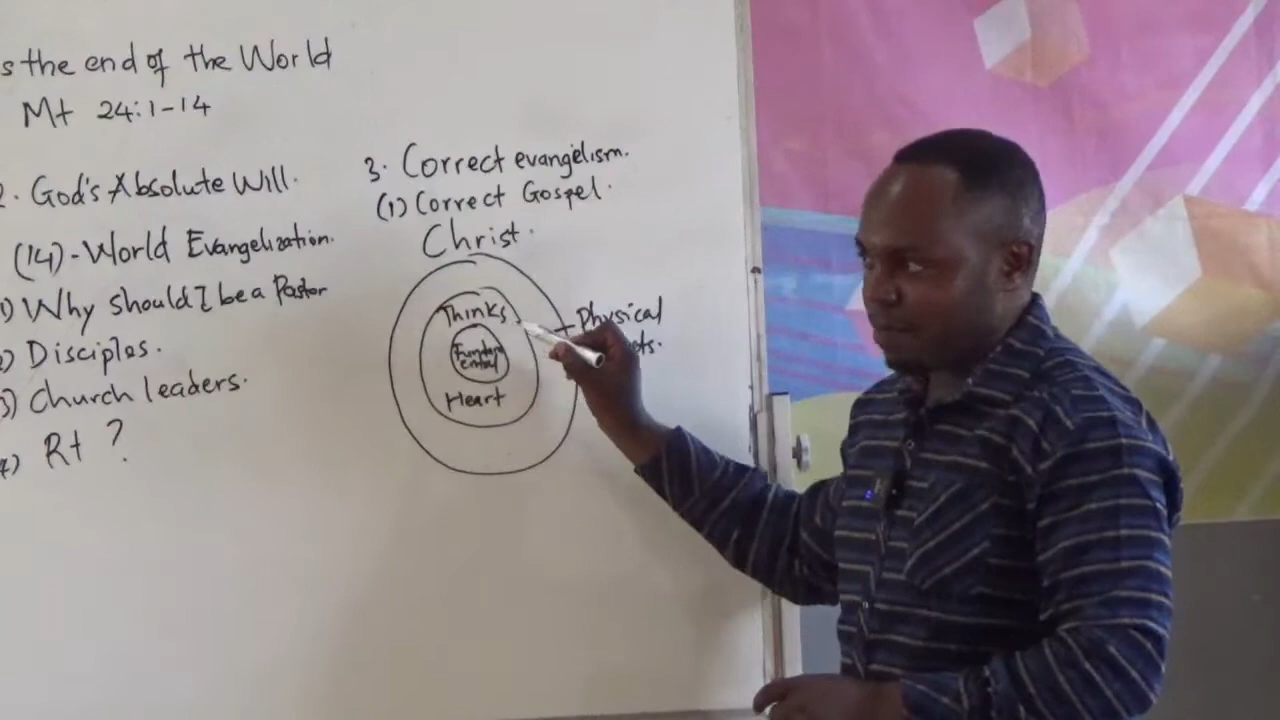 s the end of the World
Mt 24:1-14
2. God's Absolute Will.
(14)-World Evangelization.
1) Why should I be a Pastor
2) Disciples.
3) Church leaders.
4) Rt ?
3. Correct evangelism.
(1) Correct Gospel.
Christ.
Thinks
Fundam
ental
Heart
Physical